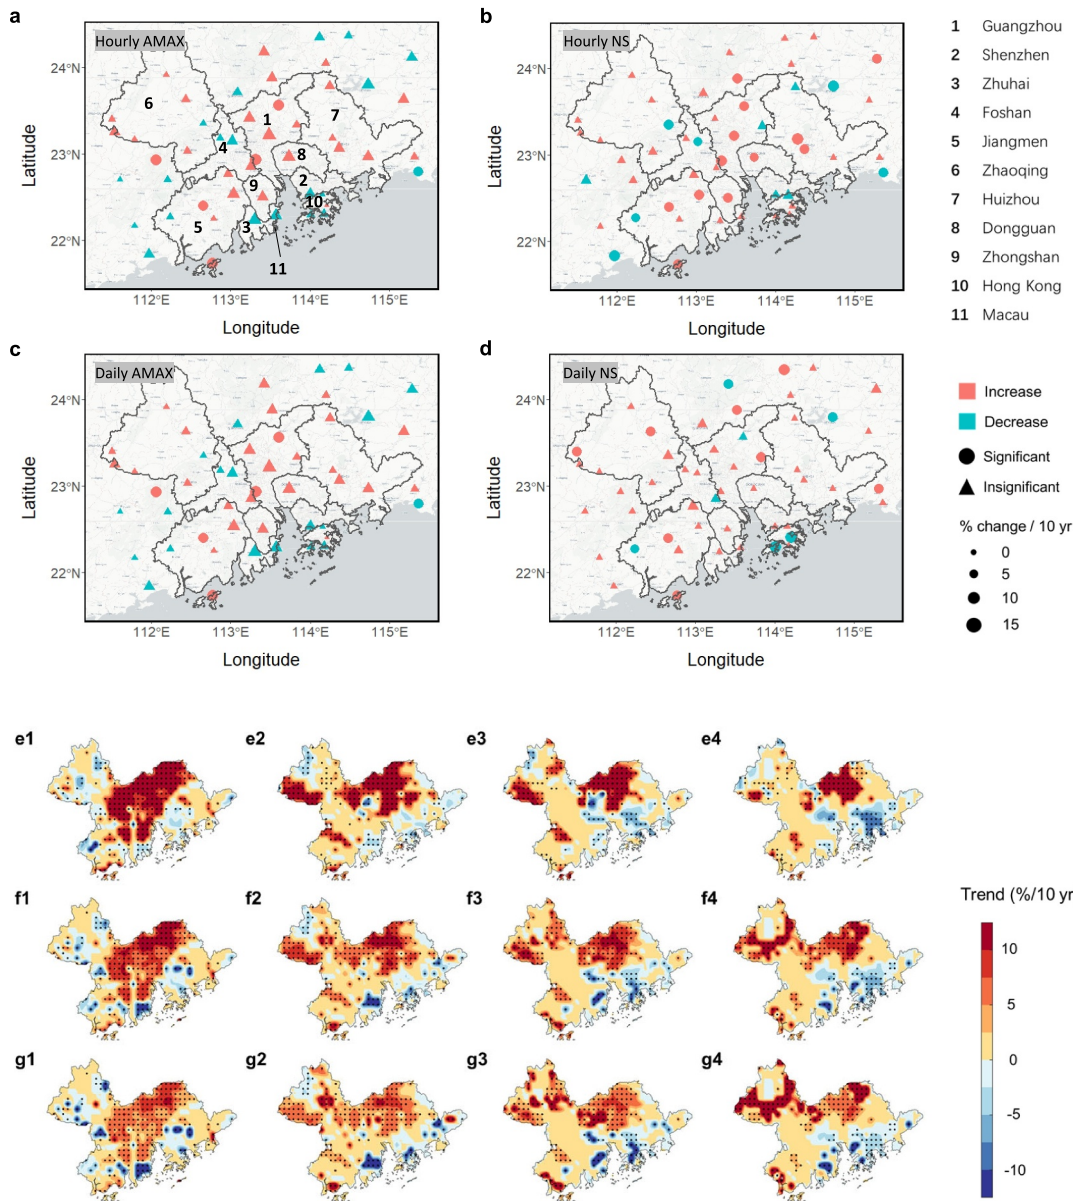 a
Hourly AMAX
24°N
23°N
22°N
Latitude
6
1
7
4
8
2
9
10
5
3
11
112°E 113°E 114°E 115°E
Longitude
b
Hourly NS
24°N
23°N
22°N
Latitude
112°E 113°E 114°E 115°E
Longitude
1 Guangzhou
2 Shenzhen
3 Zhuhai
4 Foshan
5 Jiangmen
6 Zhaoqing
7 Huizhou
8 Dongguan
9 Zhongshan
10 Hong Kong
11 Macau
c
Daily AMAX
24°N
23°N
22°N
Latitude
112°E 113°E 114°E 115°E
Longitude
d
Daily NS
24°N
23°N
22°N
Latitude
112°E 113°E 114°E 115°E
Longitude
Increase
Decrease
Significant
Insignificant
% change / 10 yr
0
5
10
15
e1 e2 e3 e4
f1 f2 f3 f4
g1 g2 g3 g4
Trend (%/10 yr
10
5
0
-5
-10